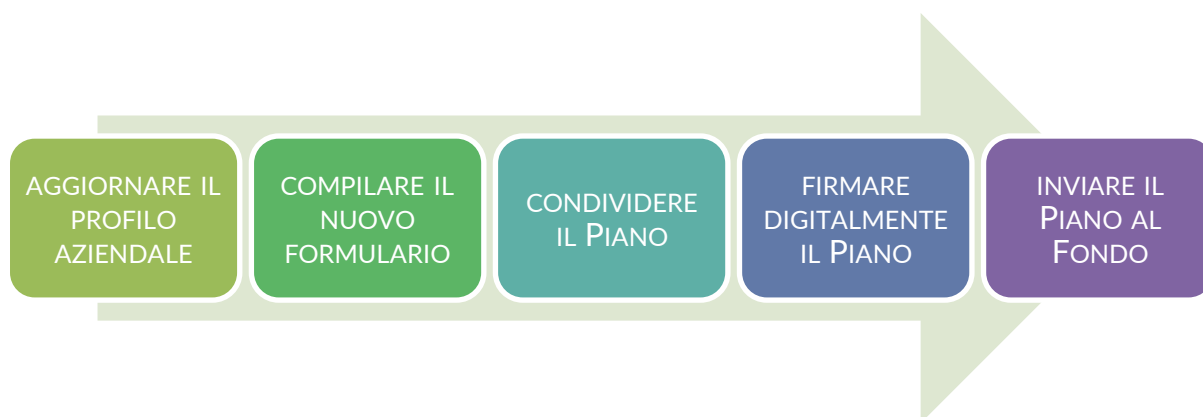 AGGIORNARE IL
PROFILO
AZIENDALE
COMPILARE IL
NUOVO
FORMULARIO
CONDIVIDERE
IL PIANO
FIRMARE
DIGITALMENTE
IL PIANO
INVIARE IL
PIANO AL
FONDO